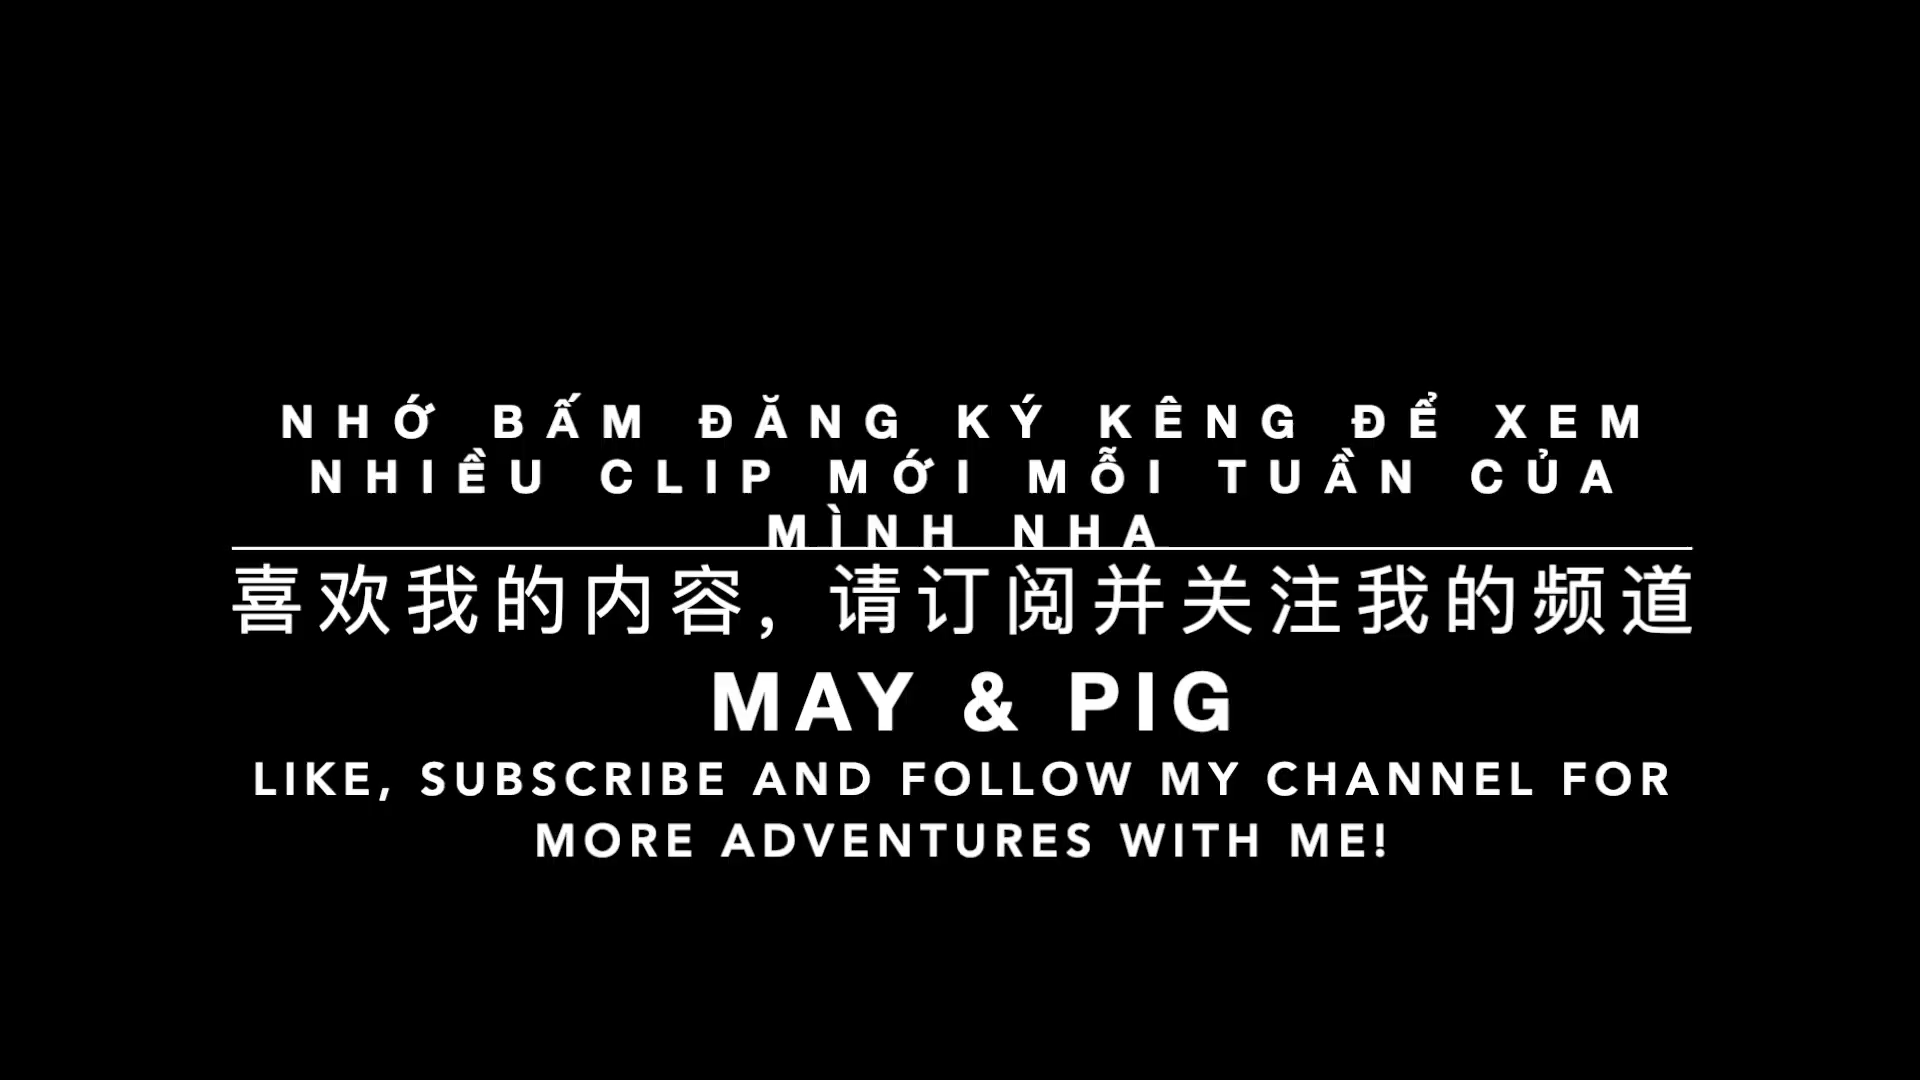 NHỚ BẤM ĐĂNG KÝ KÊNG ĐỂ XEM
NHIỀU CLIP MỚI MỖI TUẦN CỦA
MÌNH NHA
喜欢我的内容，请订阅并关注我的频道
MAY & PIG
LIKE, SUBSCRIBE AND FOLLOW MY CHANNEL FOR
MORE ADVENTURES WITH ME!